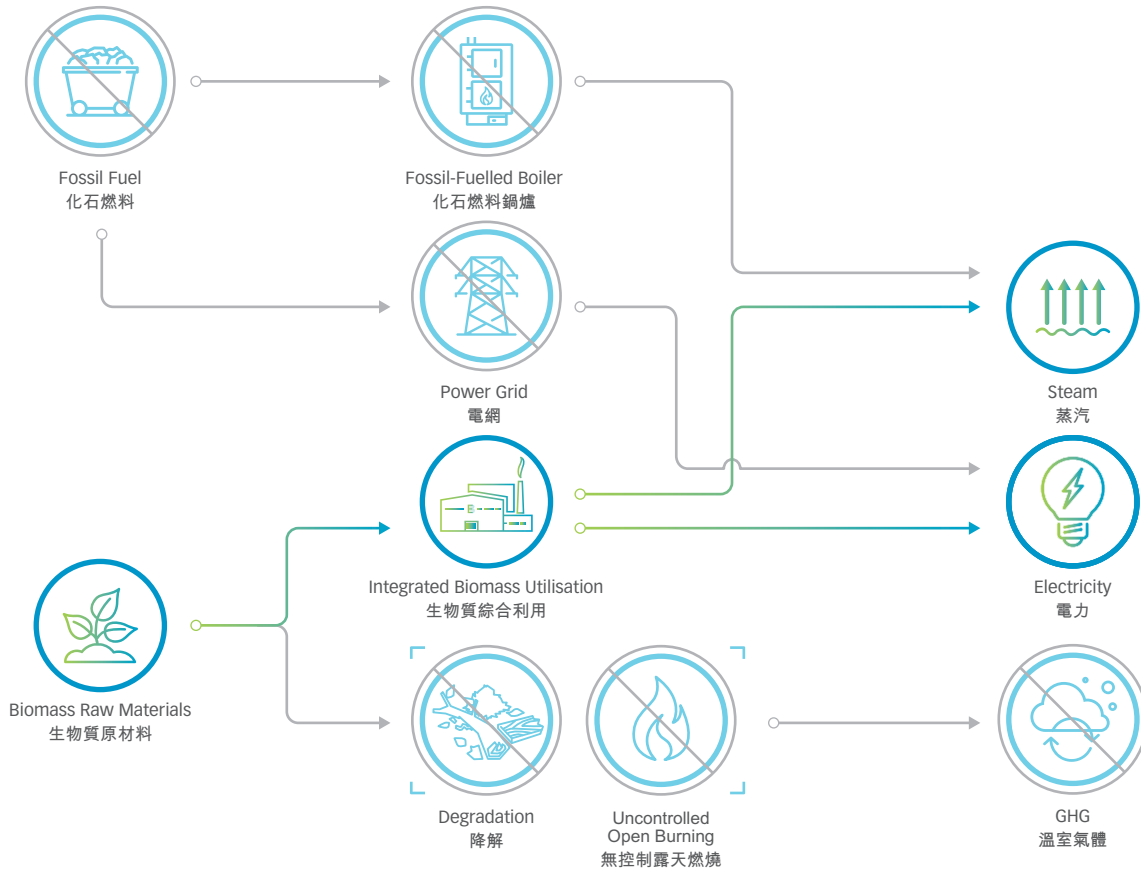 Fossil Fuel
化石燃料
Fossil-Fuelled Boiler
化石燃料鍋爐
Power Grid
電網
Steam
蒸汽
Integrated Biomass Utilisation
生物質綜合利用
Electricity
電力
Biomass Raw Materials
生物質原材料
Degradation
降解
Uncontrolled
Open Burning
無控制露天燃燒
GHG
溫室氣體